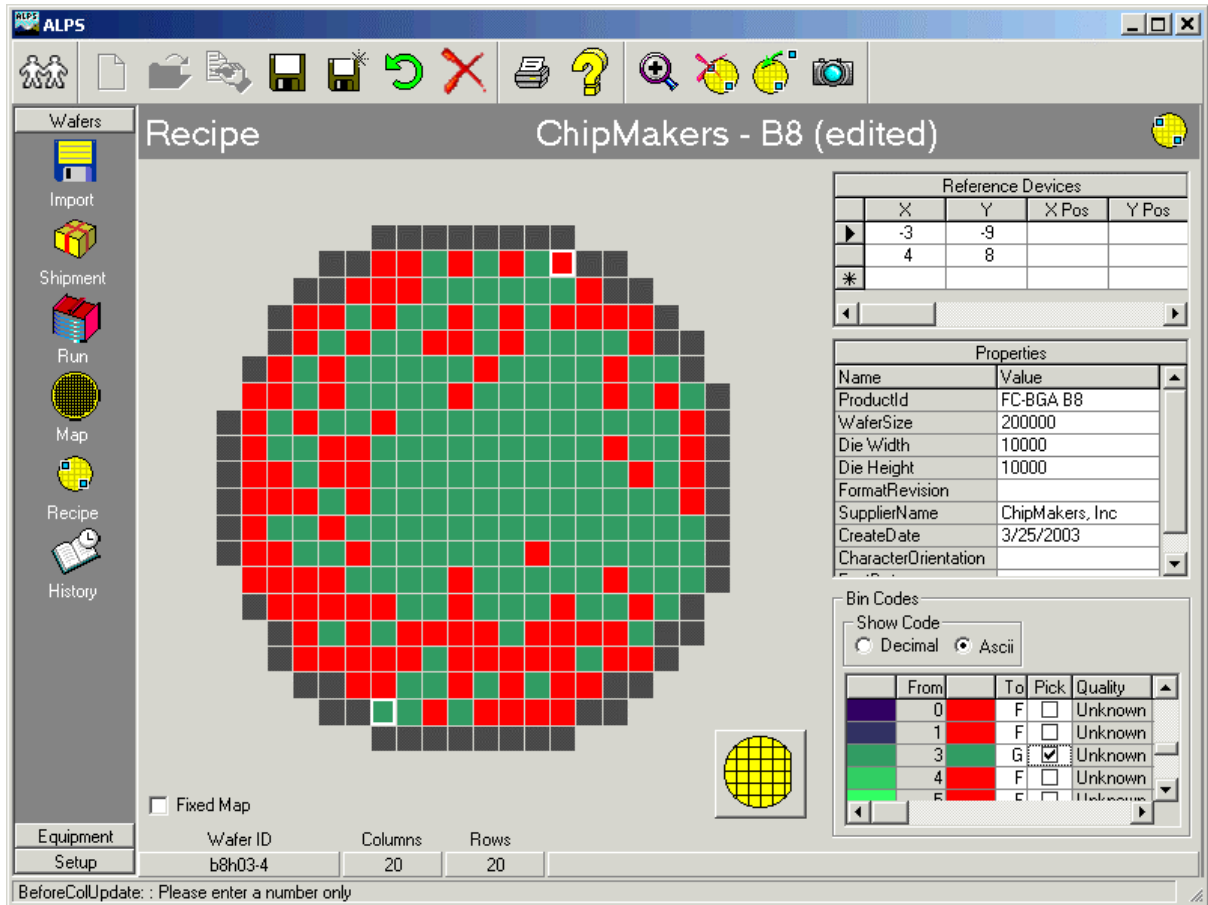 ALPS
Wafers
Recipe ChipMakers - B8 (edited)
Import
Shipment
Run
Map
Recipe
History
Equipment
Setup
Reference Devices
X Y X Pos Y Pos
-3 -9
4 8
Properties
Name Value
ProductId FC-BGA B8
WaferSize 200000
Die Width 10000
Die Height 10000
FormatRevision
SupplierName ChipMakers, Inc
CreateDate 3/25/2003
CharacterOrientation
Bin Codes
Show Code
Decimal Ascii
From To Pick Quality
0 F Unknown
1 F Unknown
3 G Unknown
4 F Unknown
5 F Unknown
Fixed Map
Wafer ID Columns Rows
b8h03-4 20 20
BeforeColUpdate: : Please enter a number only